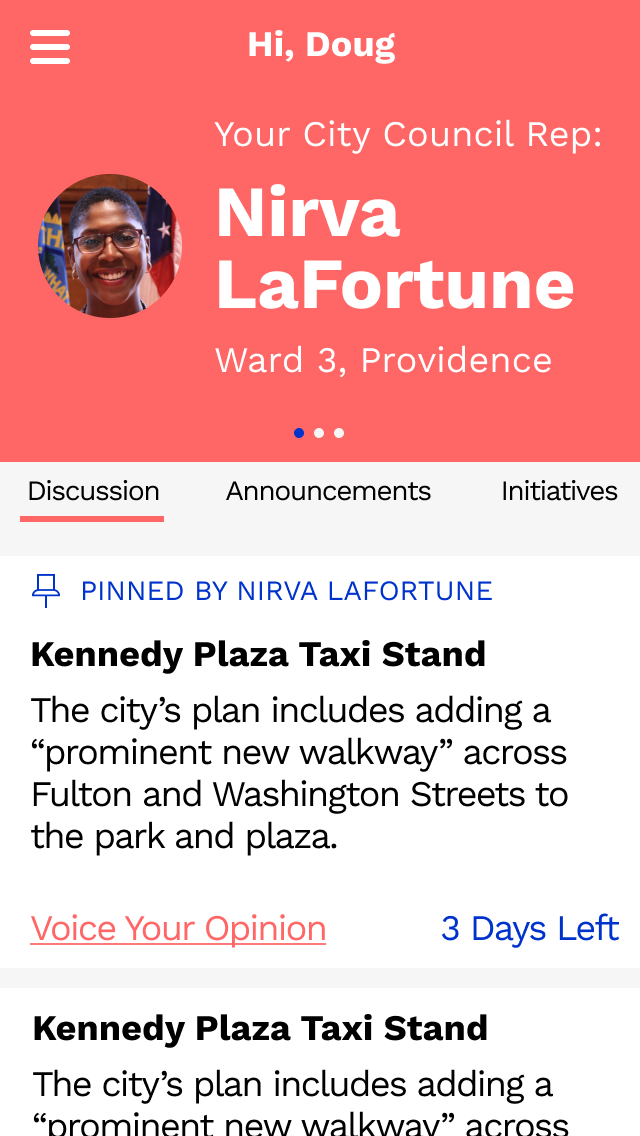 Hi, Doug
Your City Council Rep:
Nirva
LaFortune
Ward 3, Providence
Discussion
Announcements
Initiatives
PINNED BY NIRVA LAFORTUNE
Kennedy Plaza Taxi Stand
The city’s plan includes adding a
“prominent new walkway” across
Fulton and Washington Streets to
the park and plaza.
Voice Your Opinion
3 Days Left
Kennedy Plaza Taxi Stand
The city’s plan includes adding a
“prominent new walkway” across